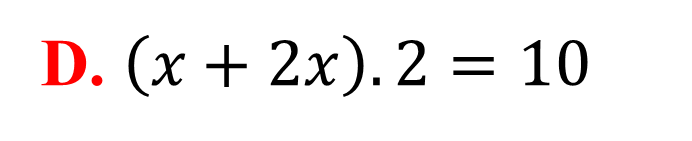 D. (x + 2x). 2 = 10